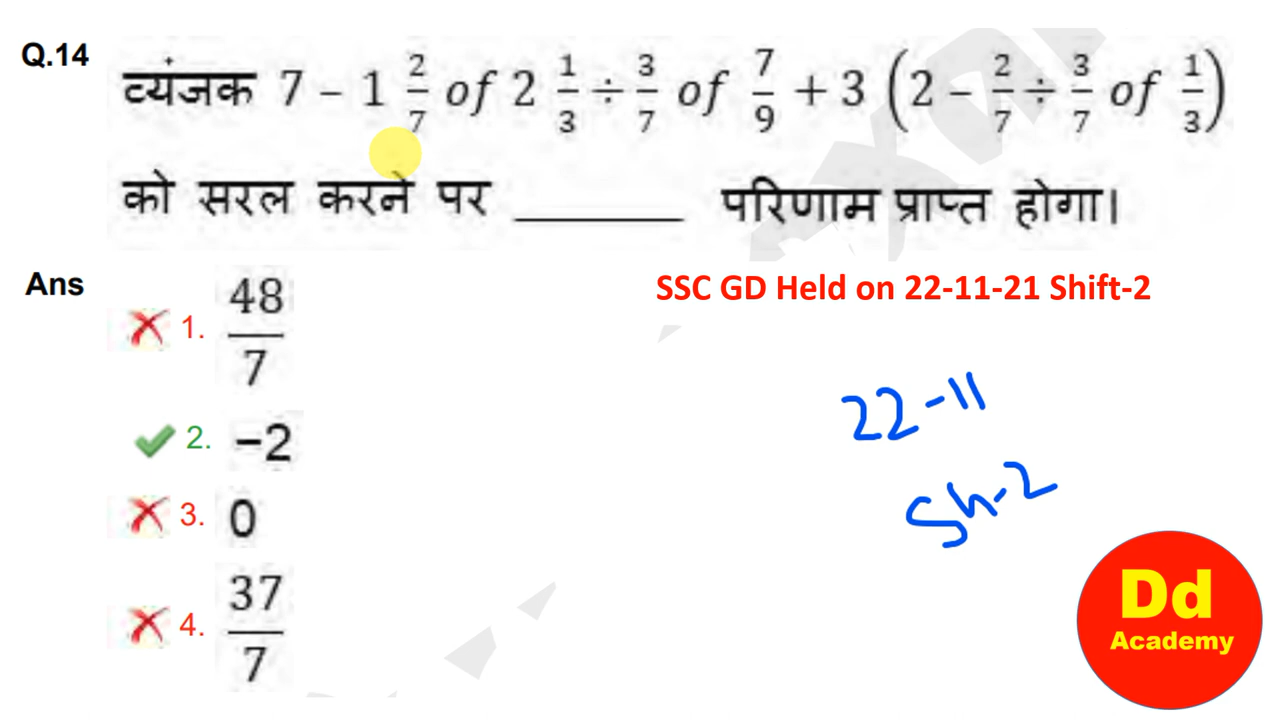 Q.14
व्यंजक 7 − 1 2/7 of 2 1/3 ÷ 3/7 of 7/9 + 3 (2 − 2/7 ÷ 3/7 of 1/3)
को सरल करने पर ______ परिणाम प्राप्त होगा।
Ans
SSC GD Held on 22-11-21 Shift-2
1. 48/7
2. −2
3. 0
4. 37/7
22-11
Sh-2
Dd
Academy